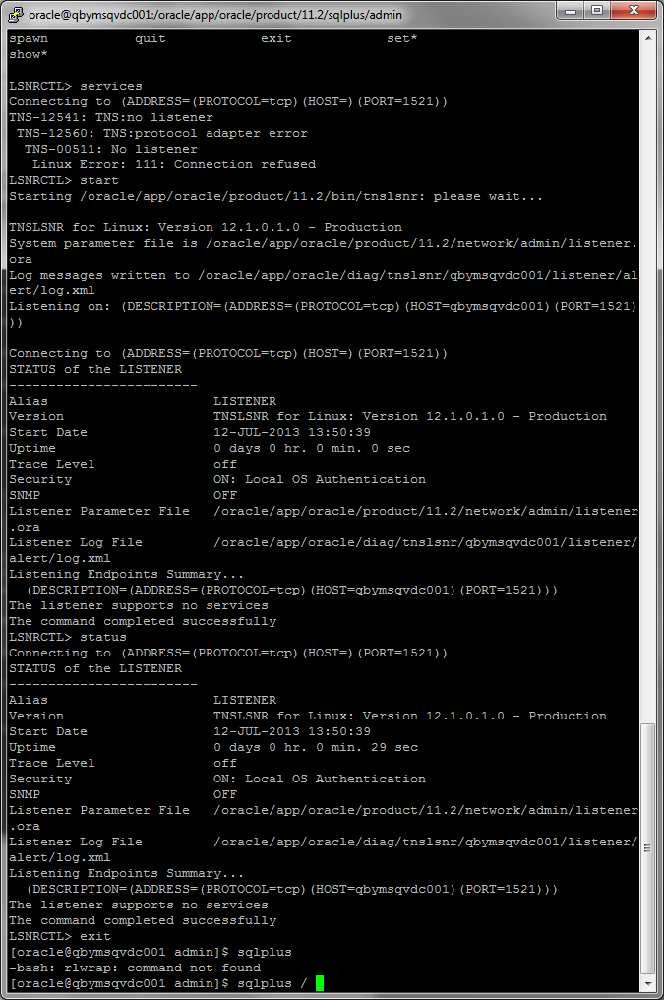 oracle@qbymsqvdc001:/oracle/app/oracle/product/11.2/sqlplus/admin
spawn               quit            exit            set*
show*
LSNRCTL> services
Connecting to (ADDRESS=(PROTOCOL=tcp)(HOST=)(PORT=1521))
TNS-12541: TNS:no listener
 TNS-12560: TNS:protocol adapter error
  TNS-00511: No listener
   Linux Error: 111: Connection refused
LSNRCTL> start
Starting /oracle/app/oracle/product/11.2/bin/tnslsnr: please wait...
TNSLSNR for Linux: Version 12.1.0.1.0 - Production
System parameter file is /oracle/app/oracle/product/11.2/network/admin/listener.
ora
Log messages written to /oracle/app/oracle/diag/tnslsnr/qbymsqvdc001/listener/al
ert/log.xml
Listening on: (DESCRIPTION=(ADDRESS=(PROTOCOL=tcp)(HOST=qbymsqvdc001)(PORT=1521)
))
Connecting to (ADDRESS=(PROTOCOL=tcp)(HOST=)(PORT=1521))
STATUS of the LISTENER
------------------------
Alias                     LISTENER
Version                   TNSLSNR for Linux: Version 12.1.0.1.0 - Production
Start Date                12-JUL-2013 13:50:39
Uptime                    0 days 0 hr. 0 min. 0 sec
Trace Level               off
Security                  ON: Local OS Authentication
SNMP                      OFF
Listener Parameter File   /oracle/app/oracle/product/11.2/network/admin/listener
.ora
Listener Log File         /oracle/app/oracle/diag/tnslsnr/qbymsqvdc001/listener/
alert/log.xml
Listening Endpoints Summary...
  (DESCRIPTION=(ADDRESS=(PROTOCOL=tcp)(HOST=qbymsqvdc001)(PORT=1521)))
The listener supports no services
The command completed successfully
LSNRCTL> status
Connecting to (ADDRESS=(PROTOCOL=tcp)(HOST=)(PORT=1521))
STATUS of the LISTENER
------------------------
Alias                     LISTENER
Version                   TNSLSNR for Linux: Version 12.1.0.1.0 - Production
Start Date                12-JUL-2013 13:50:39
Uptime                    0 days 0 hr. 0 min. 29 sec
Trace Level               off
Security                  ON: Local OS Authentication
SNMP                      OFF
Listener Parameter File   /oracle/app/oracle/product/11.2/network/admin/listener
.ora
Listener Log File         /oracle/app/oracle/diag/tnslsnr/qbymsqvdc001/listener/
alert/log.xml
Listening Endpoints Summary...
  (DESCRIPTION=(ADDRESS=(PROTOCOL=tcp)(HOST=qbymsqvdc001)(PORT=1521)))
The listener supports no services
The command completed successfully
LSNRCTL> exit
[oracle@qbymsqvdc001 admin]$ sqlplus
-bash: rlwrap: command not found
[oracle@qbymsqvdc001 admin]$ sqlplus /